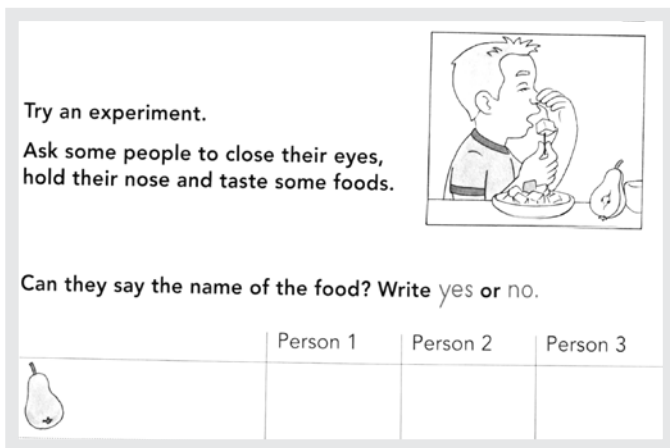 Try an experiment.
Ask some people to close their eyes,
hold their nose and taste some foods.
Can they say the name of the food? Write yes or no.
Person 1 Person 2 Person 3